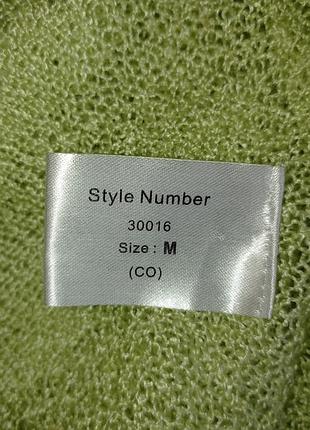 Style Number
30016
Size : M
(CO)